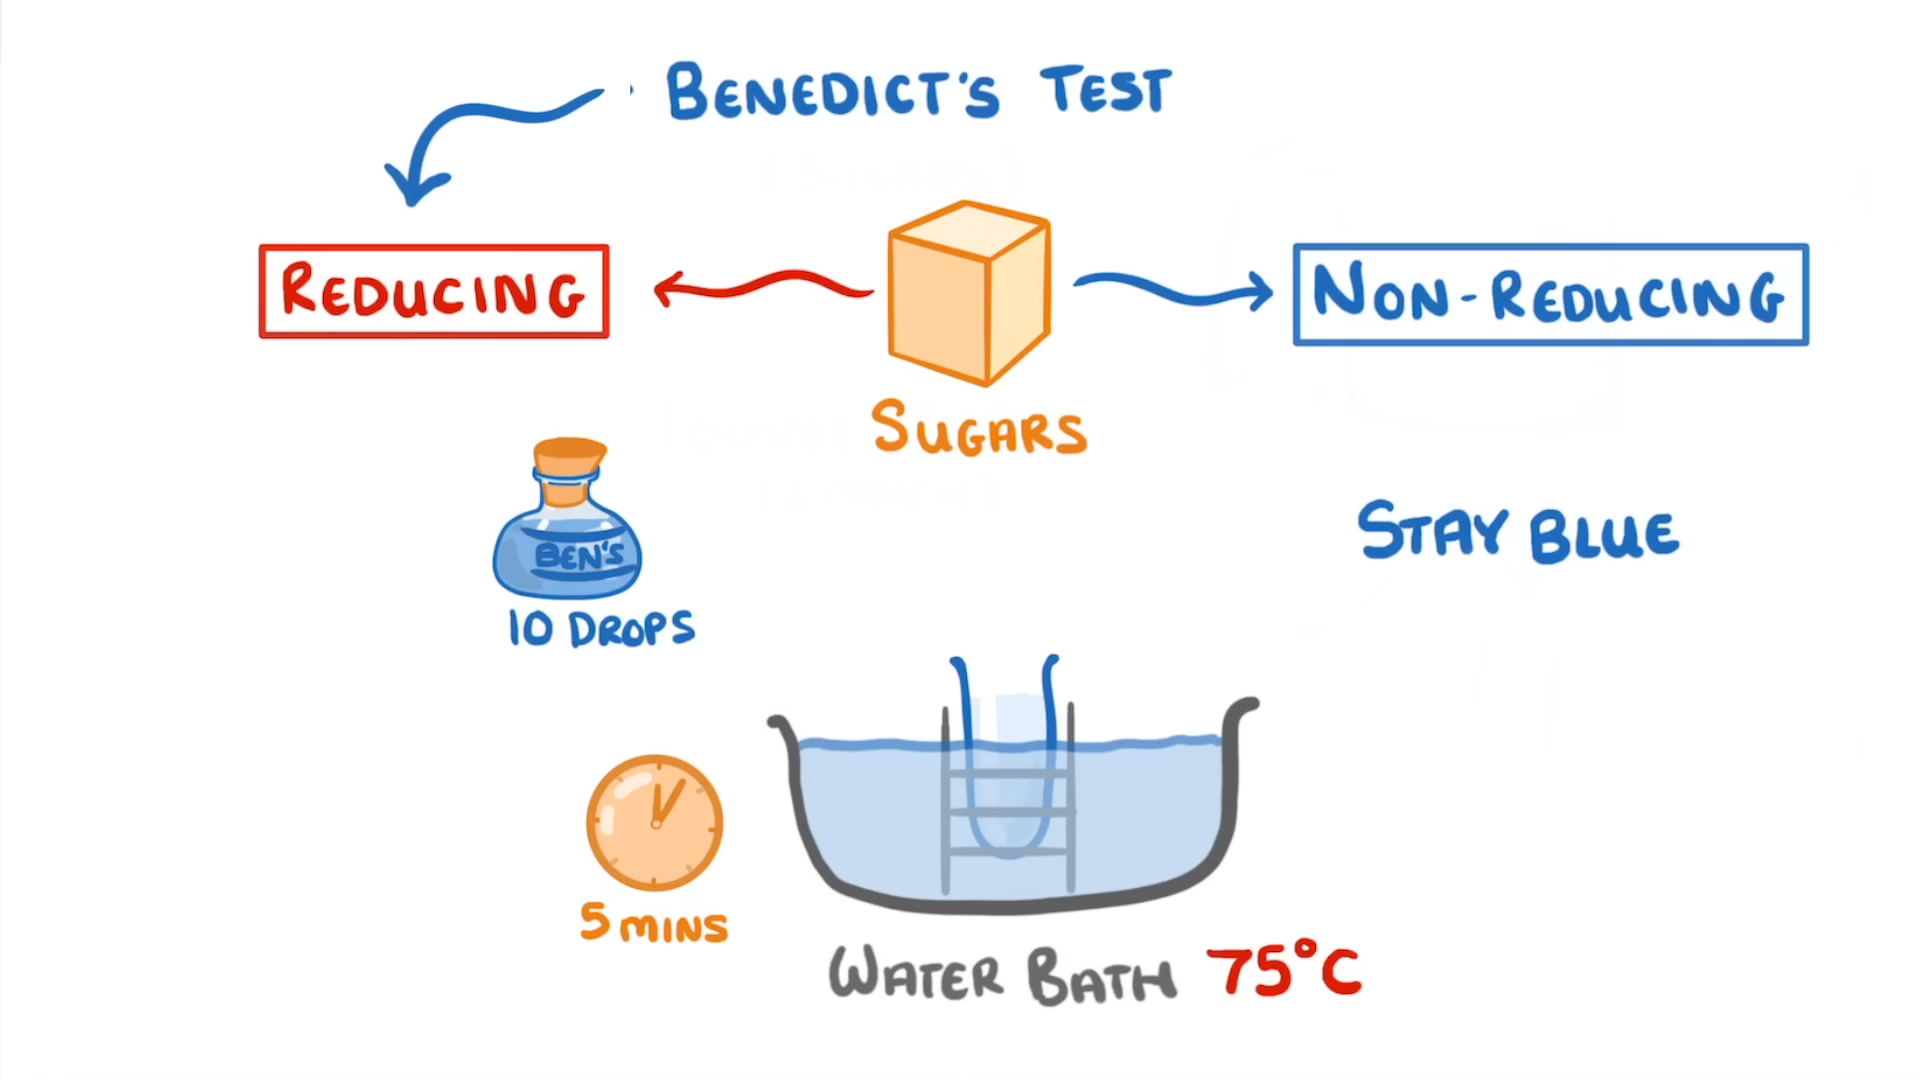 BENEDICT'S TEST
REDUCING
NON-REDUCING
SUGARS
BEN'S
10 DROPS
STAY BLUE
5 MINS
WATER BATH 75°C